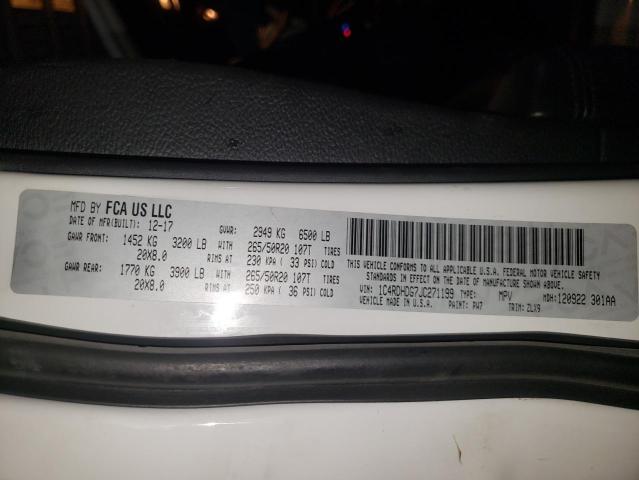 MFD BY FCA US LLC
DATE OF MFR(BUILT): 12-17 GVWR: 2949 KG 6500 LB
GAWR FRONT: 1452 KG 3200 LB WITH 265/50R20 107T TIRES
20X8.0 RIMS AT 230 KPA ( 33 PSI) COLD
GAWR REAR: 1770 KG 3900 LB WITH 265/50R20 107T TIRES
20X8.0 RIMS AT 250 KPA ( 36 PSI) COLD
THIS VEHICLE CONFORMS TO ALL APPLICABLE U.S.A. FEDERAL MOTOR VEHICLE SAFETY
STANDARDS IN EFFECT ON THE DATE OF MANUFACTURE SHOWN ABOVE.
VIN: 1C4RDHDG7JC271199 TYPE: MPV MDH:120922 301AA
VEHICLE MADE IN U.S.A. PAINT: PW7 TRIM: ZLX9